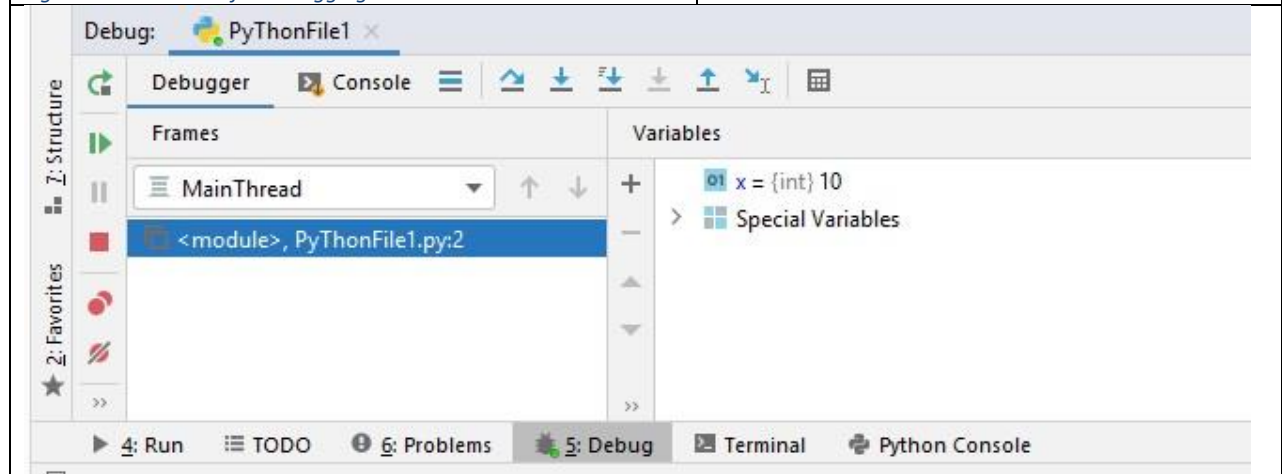 Debug: PyThonFile1
Debugger Console
Frames
Variables
MainThread
<module>, PyThonFile1.py:2
x = {int} 10
Special Variables
7: Structure
2: Favorites
4: Run TODO 6: Problems 5: Debug Terminal Python Console